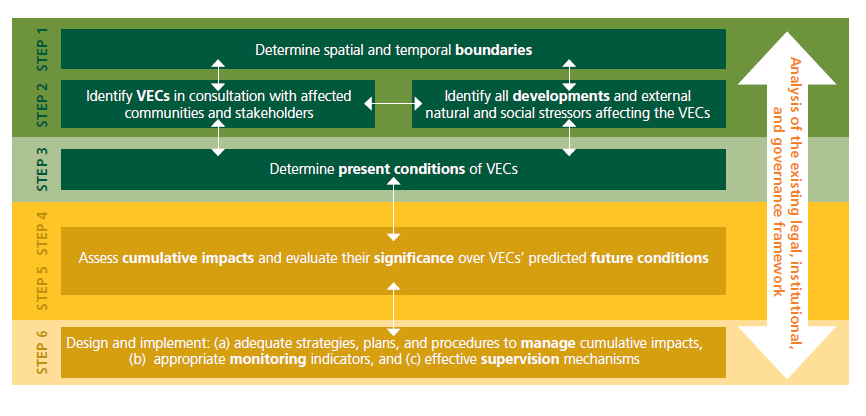 STEP 1
Determine spatial and temporal boundaries
STEP 2
Identify VECs in consultation with affected
communities and stakeholders
Identify all developments and external
natural and social stressors affecting the VECs
STEP 3
Determine present conditions of VECs
STEP 4
STEP 5
Assess cumulative impacts and evaluate their significance over VECs’ predicted future conditions
STEP 6
Design and implement: (a) adequate strategies, plans, and procedures to manage cumulative impacts,
(b) appropriate monitoring indicators, and (c) effective supervision mechanisms
Analysis of the existing legal, institutional,
and governance framework